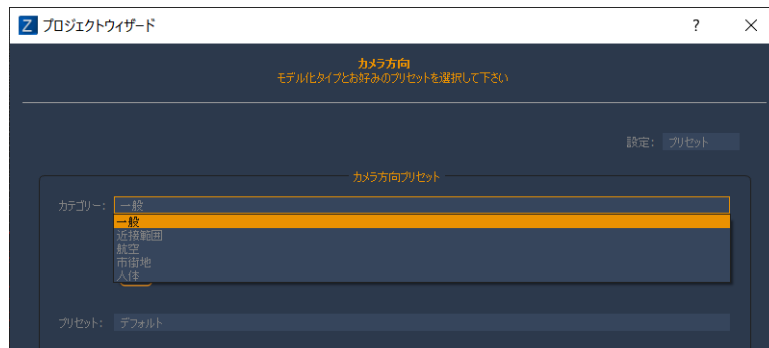 Z プロジェクトウィザード ? ×
カメラ方向
モデル化タイプとお好みのプリセットを選択して下さい
設定: プリセット
カメラ方向プリセット
カテゴリー: 一般
一般
近接範囲
航空
市街地
人体
プリセット: デフォルト